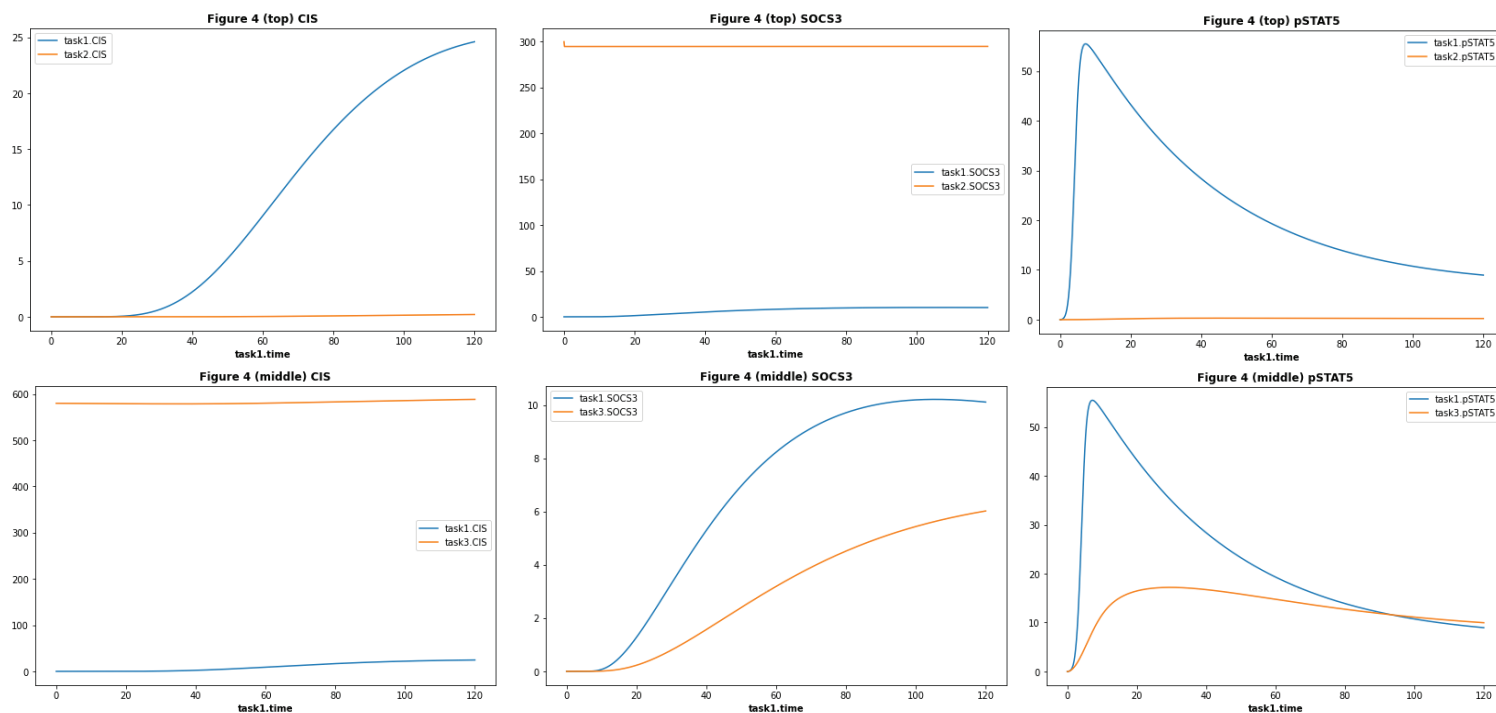 Figure 4 (top) CIS
task1.CIS
task2.CIS
25
20
15
10
5
0
0 20 40 60 80 100 120
task1.time
Figure 4 (top) SOCS3
300
250
200
150
100
50
0
task1.SOCS3
task2.SOCS3
0 20 40 60 80 100 120
task1.time
Figure 4 (top) pSTAT5
task1.pSTAT5
task2.pSTAT5
50
40
30
20
10
0
0 20 40 60 80 100 120
task1.time
Figure 4 (middle) CIS
600
500
400
300
200
100
0
task1.CIS
task3.CIS
0 20 40 60 80 100 120
task1.time
Figure 4 (middle) SOCS3
task1.SOCS3
task3.SOCS3
10
8
6
4
2
0
0 20 40 60 80 100 120
task1.time
Figure 4 (middle) pSTAT5
task1.pSTAT5
task3.pSTAT5
50
40
30
20
10
0
0 20 40 60 80 100 120
task1.time